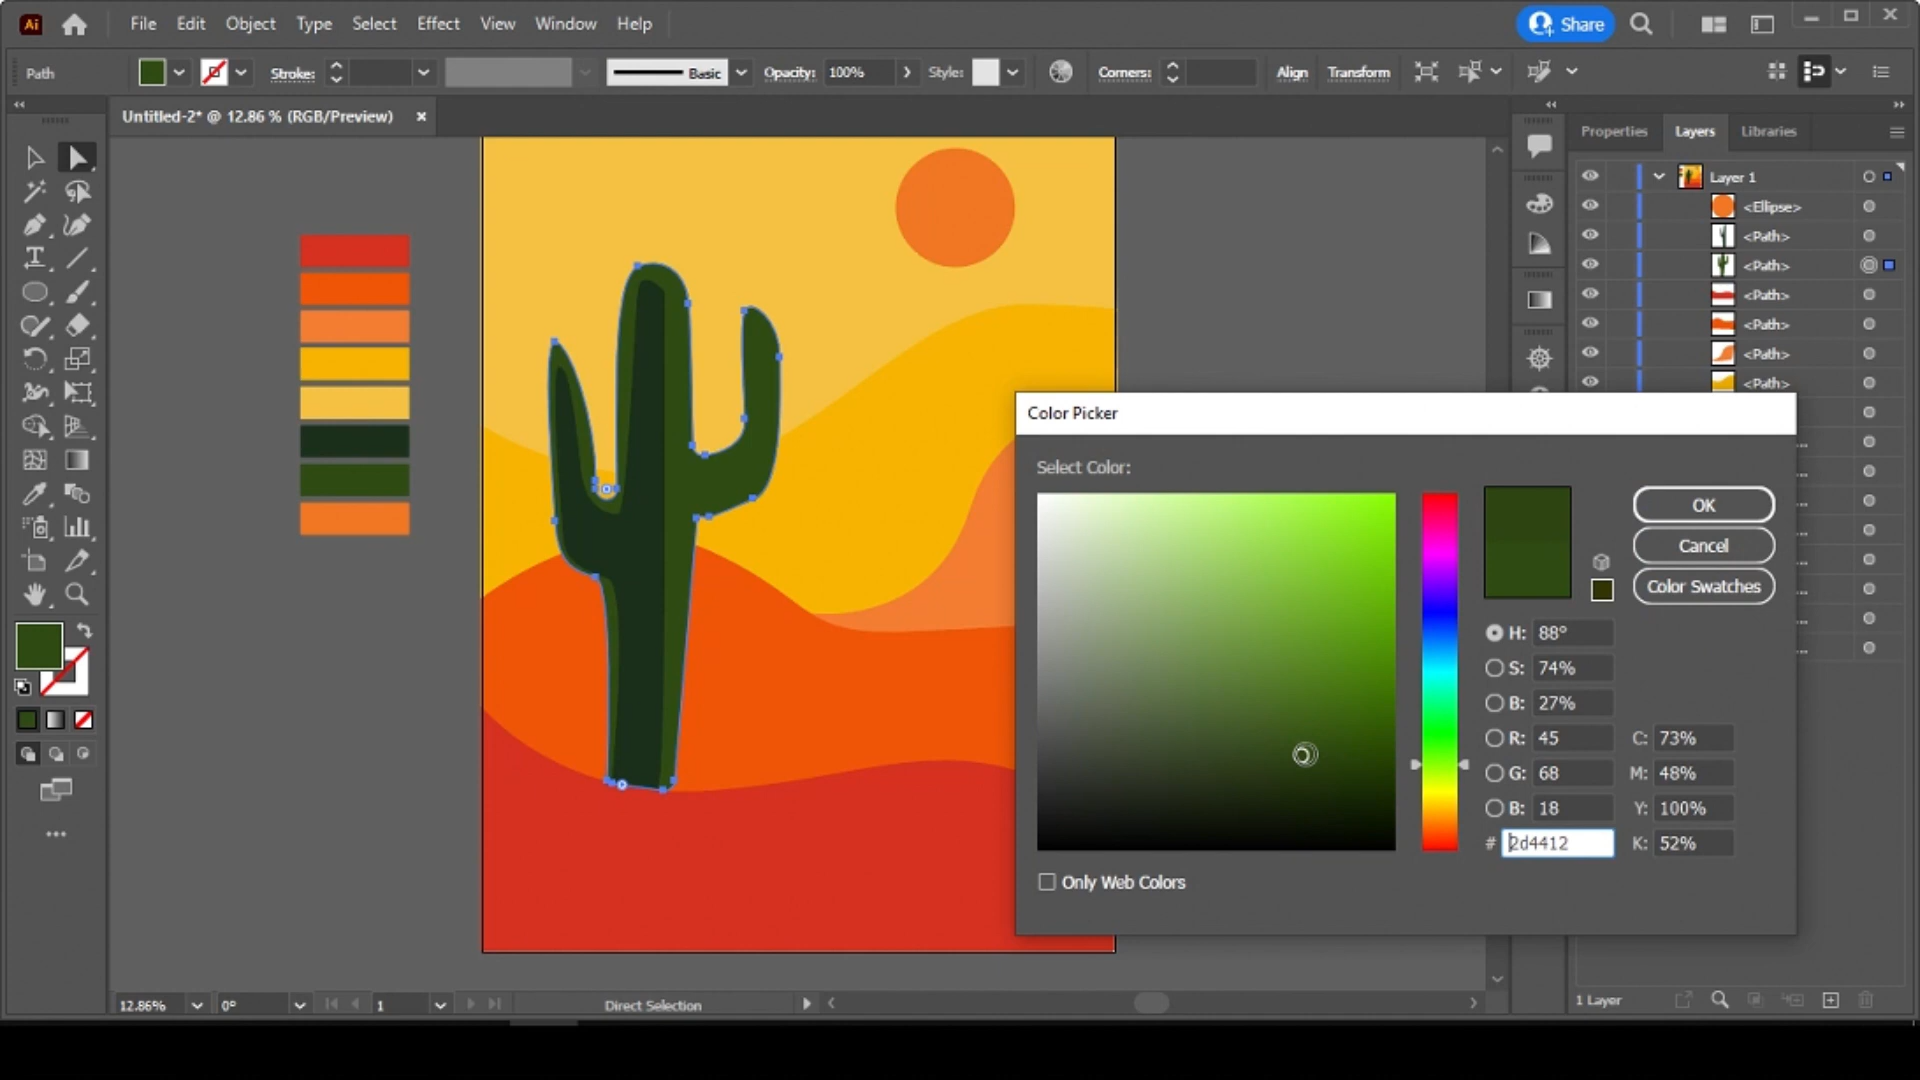 Ai File Edit Object Type Select Effect View Window Help Share
Path Stroke: Basic Opacity: 100% Style: Corners: Align Transform
Untitled-2* @ 12.86 % (RGB/Preview) ×
Properties Layers Libraries
Layer 1
<Ellipse>
<Path>
<Path>
<Path>
<Path>
<Path>
<Path>
Color Picker
Select Color:
OK
Cancel
Color Swatches
H: 88°
S: 74%
B: 27%
R: 45 C: 73%
G: 68 M: 48%
B: 18 Y: 100%
# 2d4412 K: 52%
Only Web Colors
12.86% 0° 1 Direct Selection
1 Layer